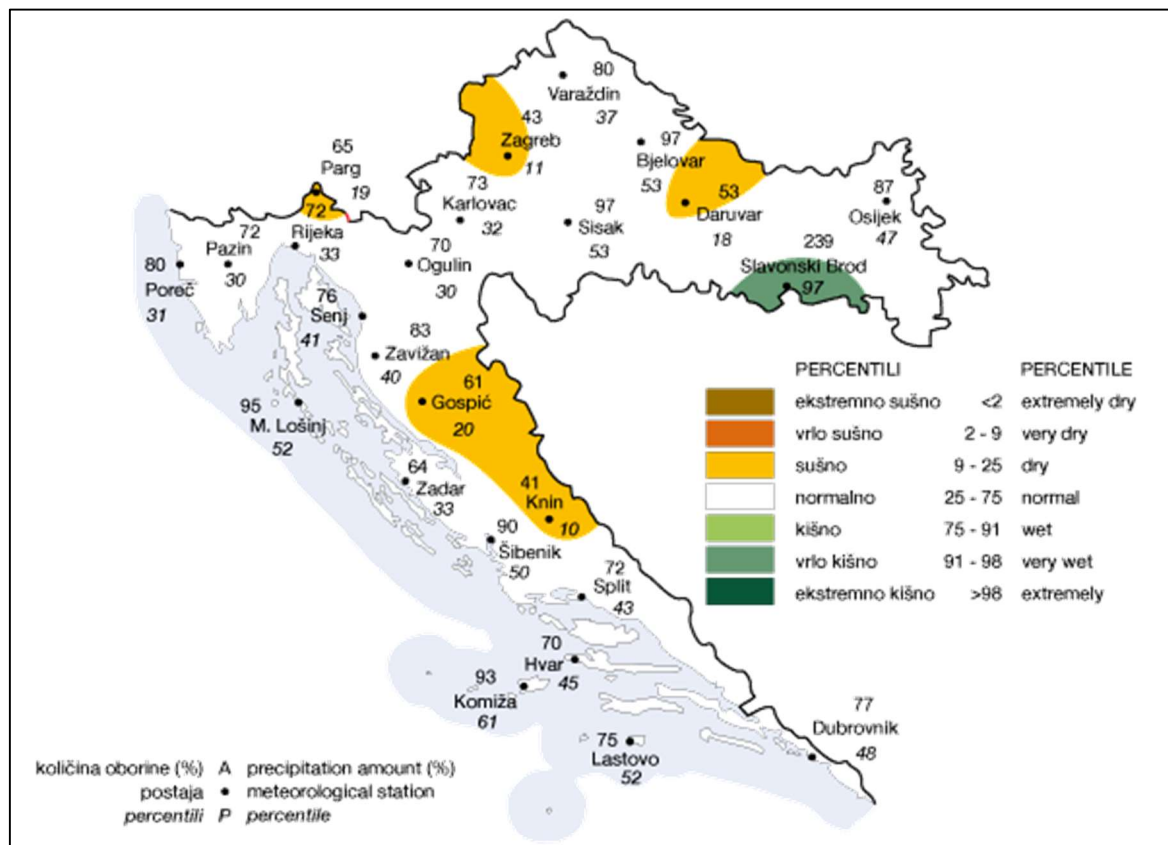 80
Varaždin
37
43
Zagreb
11
97
Bjelovar
53
65
Parg
19
53
Daruvar
18
87
Osijek
47
73
Karlovac
32
97
Sisak
53
72
Rijeka
33
72
Pazin
30
80
Poreč
31
70
Ogulin
30
239
Slavonski Brod
97
76
Senj
41
83
Zavižan
40
61
Gospić
20
95
M. Lošinj
52
64
Zadar
33
41
Knin
10
90
Šibenik
50
72
Split
43
70
Hvar
45
93
Komiža
61
75
Lastovo
52
77
Dubrovnik
48
PERCENTILI PERCENTILE
ekstremno sušno <2 extremely dry
vrlo sušno 2 - 9 very dry
sušno 9 - 25 dry
normalno 25 - 75 normal
kišno 75 - 91 wet
vrlo kišno 91 - 98 very wet
ekstremno kišno >98 extremely
količina oborine (%) A precipitation amount (%)
postaja • meteorological station
percentili P percentile